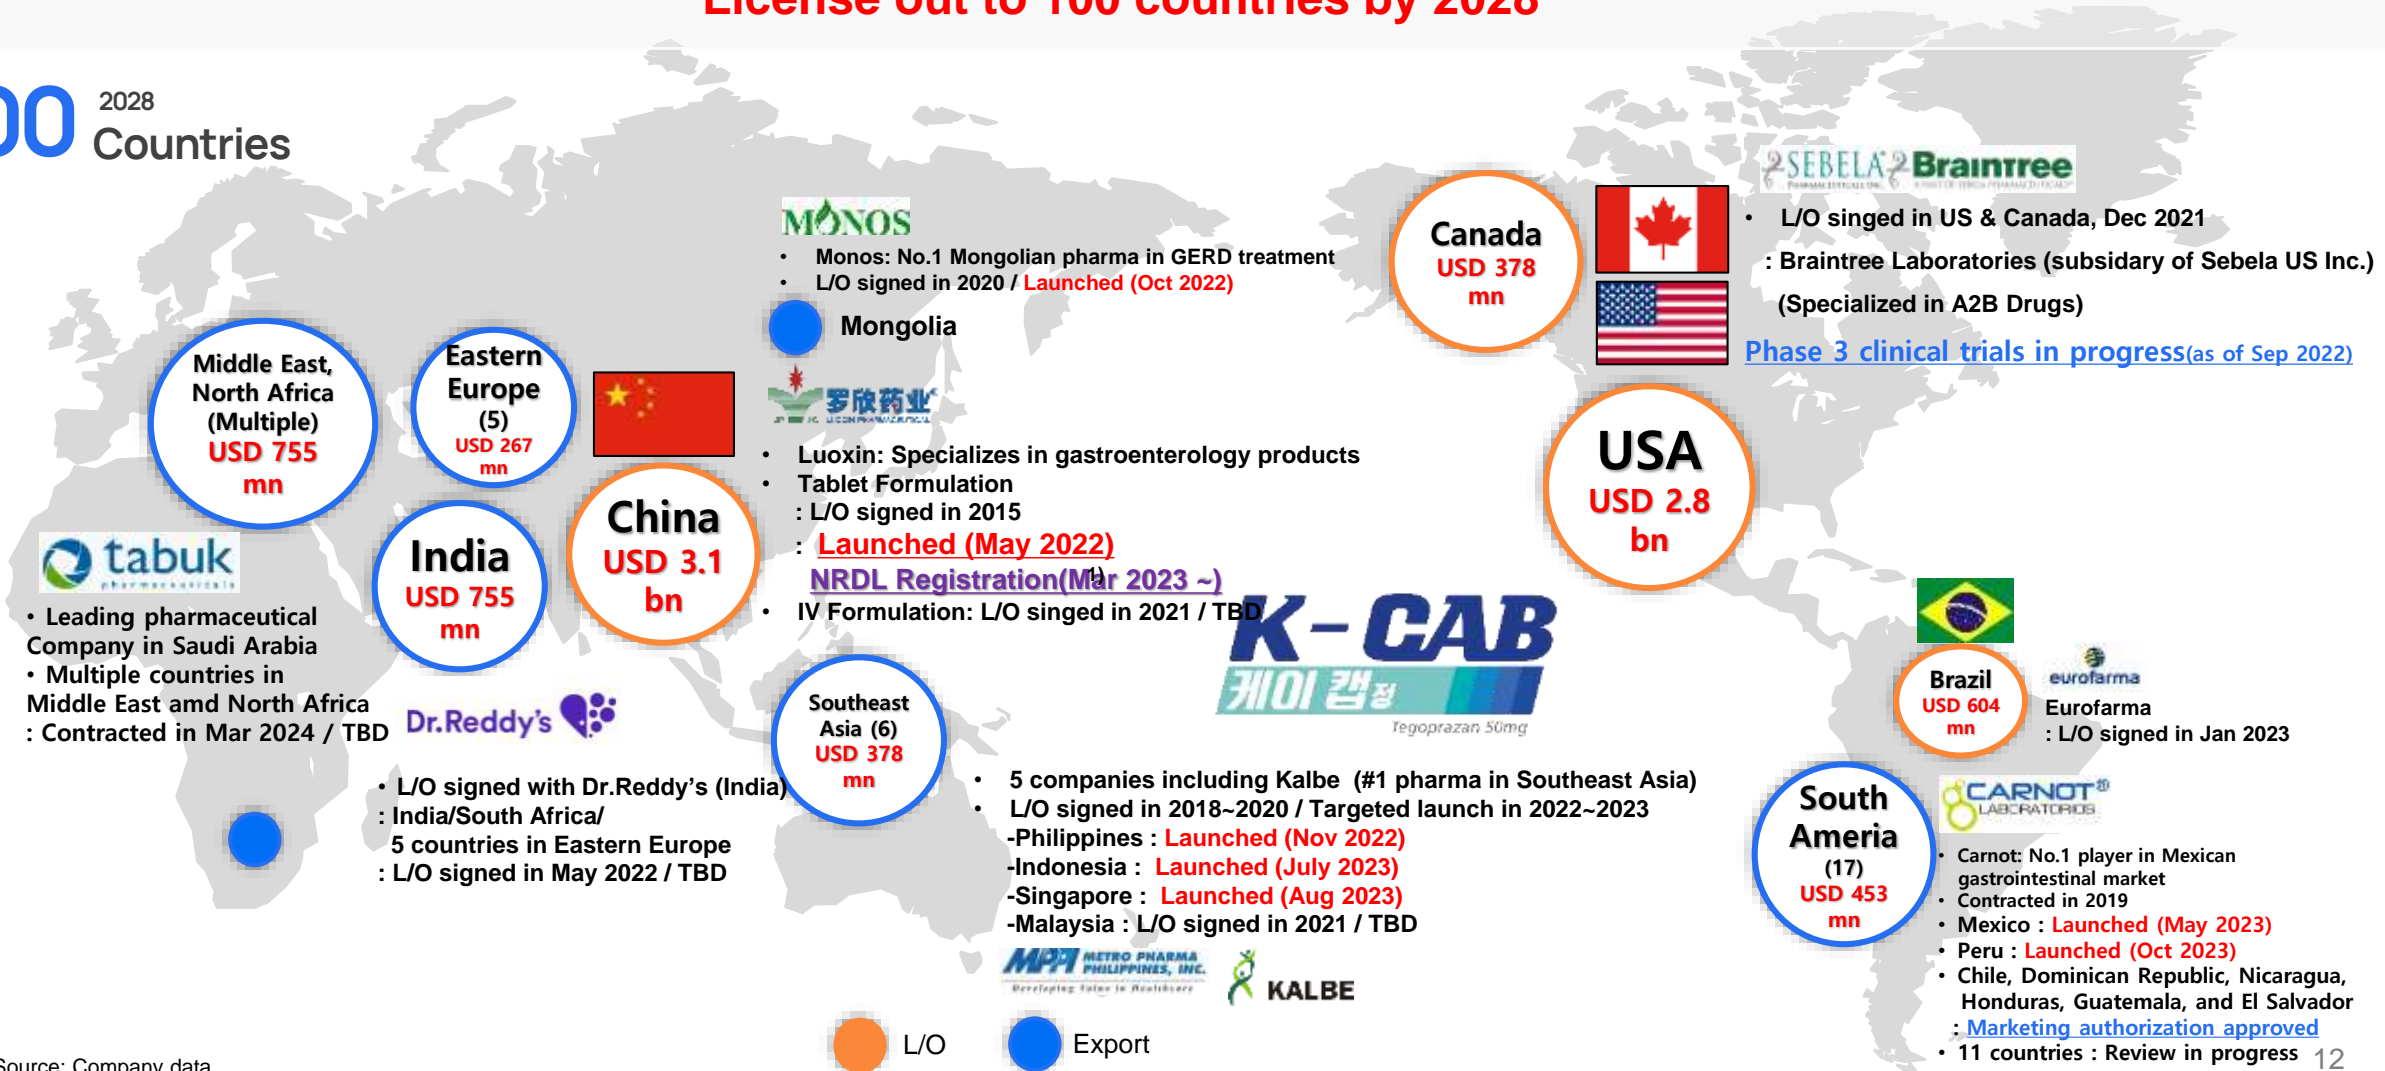 License out to 100 countries by 2028
00
2028
Countries
MONOS
• Monos: No.1 Mongolian pharma in GERD treatment
• L/O signed in 2020 / Launched (Oct 2022)
Mongolia
Canada
USD 378
mn
SEBELA Braintree
• L/O singed in US & Canada, Dec 2021
: Braintree Laboratories (subsidary of Sebela US Inc.)
(Specialized in A2B Drugs)
Phase 3 clinical trials in progress(as of Sep 2022)
Middle East,
North Africa
(Multiple)
USD 755
mn
Eastern
Europe
(5)
USD 267
mn
罗欣药业
• Luoxin: Specializes in gastroenterology products
• Tablet Formulation
: L/O signed in 2015
: Launched (May 2022)
NRDL Registration(Mar 2023 ~)
1)
• IV Formulation: L/O singed in 2021 / TBD
China
USD 3.1
bn
India
USD 755
mn
USA
USD 2.8
bn
tabuk
pharmaceuticals
• Leading pharmaceutical
Company in Saudi Arabia
• Multiple countries in
Middle East amd North Africa
: Contracted in Mar 2024 / TBD
Dr.Reddy's
• L/O signed with Dr.Reddy's (India)
: India/South Africa/
5 countries in Eastern Europe
: L/O signed in May 2022 / TBD
K-CAB
케이캡정
Tegoprazan 50mg
Southeast
Asia (6)
USD 378
mn
• 5 companies including Kalbe (#1 pharma in Southeast Asia)
• L/O signed in 2018~2020 / Targeted launch in 2022~2023
-Philippines : Launched (Nov 2022)
-Indonesia : Launched (July 2023)
-Singapore : Launched (Aug 2023)
-Malaysia : L/O signed in 2021 / TBD
MPPI METRO PHARMA
PHILIPPINES, INC.
Developing Value in Healthcare
KALBE
Brazil
USD 604
mn
eurofarma
Eurofarma
: L/O signed in Jan 2023
South
Ameria
(17)
USD 453
mn
CARNOT®
LABORATORIOS
• Carnot: No.1 player in Mexican
gastrointestinal market
• Contracted in 2019
• Mexico : Launched (May 2023)
• Peru : Launched (Oct 2023)
• Chile, Dominican Republic, Nicaragua,
Honduras, Guatemala, and El Salvador
: Marketing authorization approved
• 11 countries : Review in progress
L/O
Export
Source: Company data
12